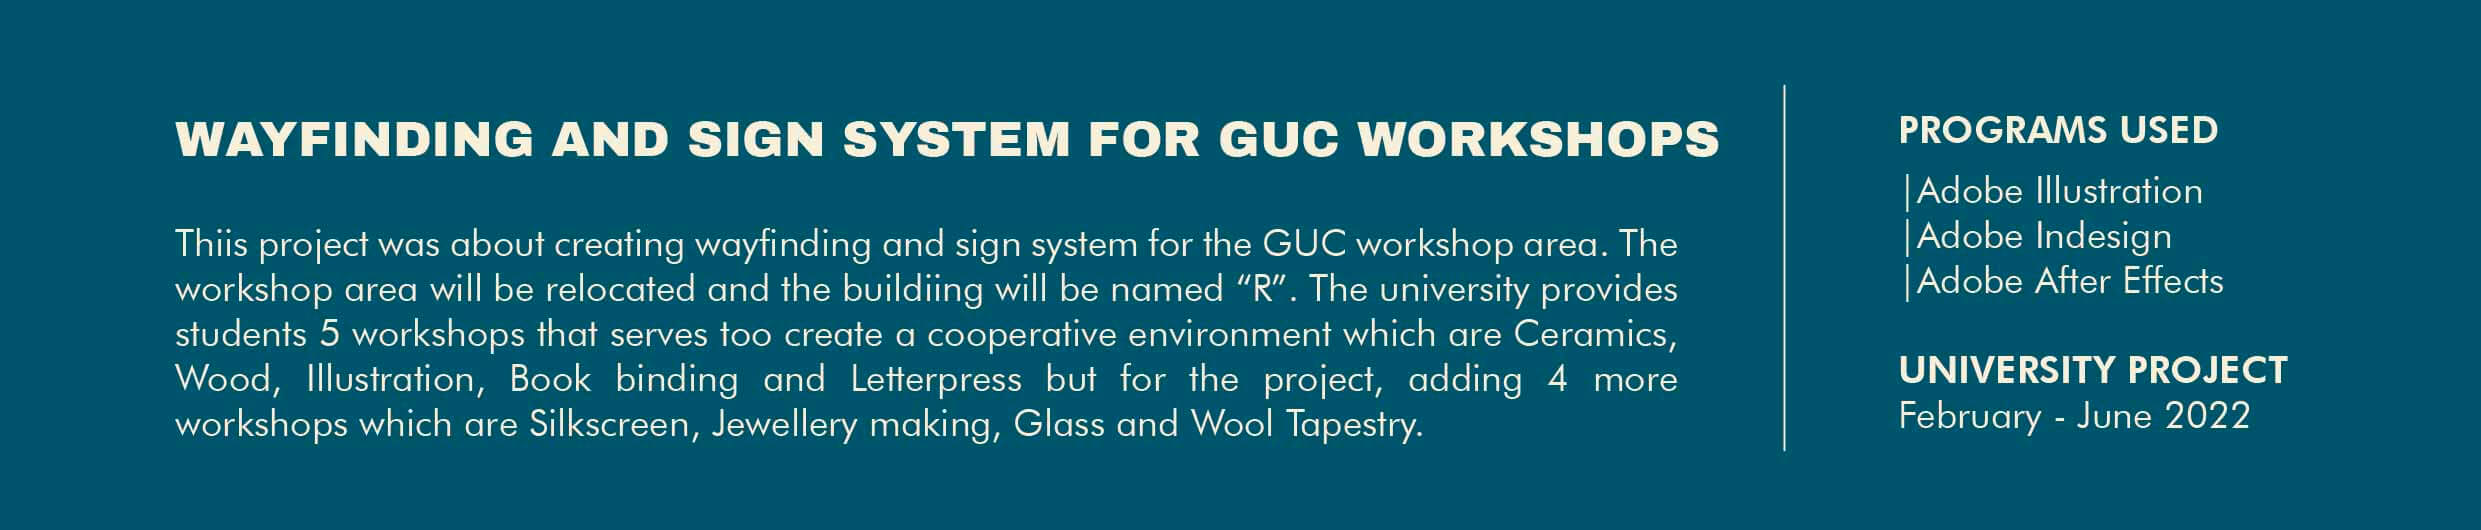 WAYFINDING AND SIGN SYSTEM FOR GUC WORKSHOPS
Thiis project was about creating wayfinding and sign system for the GUC workshop area. The
workshop area will be relocated and the buildiing will be named “R”. The university provides
students 5 workshops that serves too create a cooperative environment which are Ceramics,
Wood, Illustration, Book binding and Letterpress but for the project, adding 4 more
workshops which are Silkscreen, Jewellery making, Glass and Wool Tapestry.
PROGRAMS USED
|Adobe Illustration
|Adobe Indesign
|Adobe After Effects
UNIVERSITY PROJECT
February - June 2022